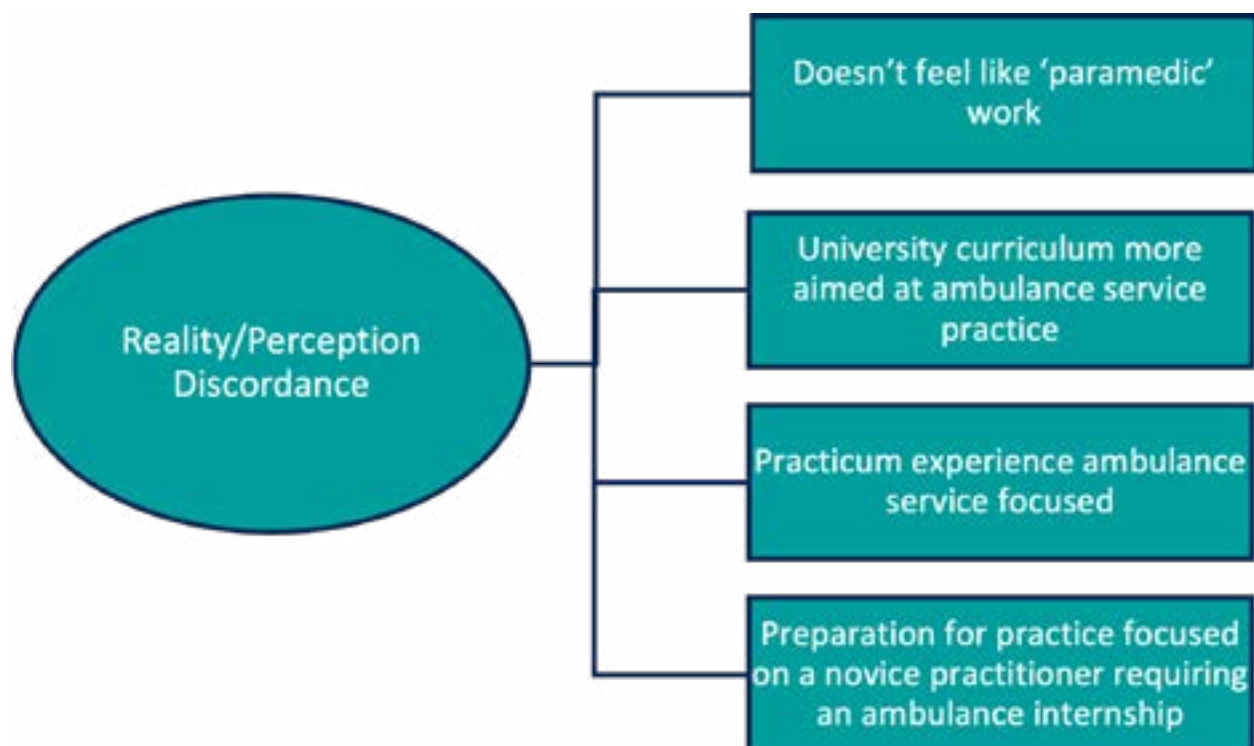 Doesn’t feel like ‘paramedic’
work
University curriculum more
aimed at ambulance service
practice
Reality/Perception
Discordance
Practicum experience ambulance
service focused
Preparation for practice focused
on a novice practitioner requiring
an ambulance internship